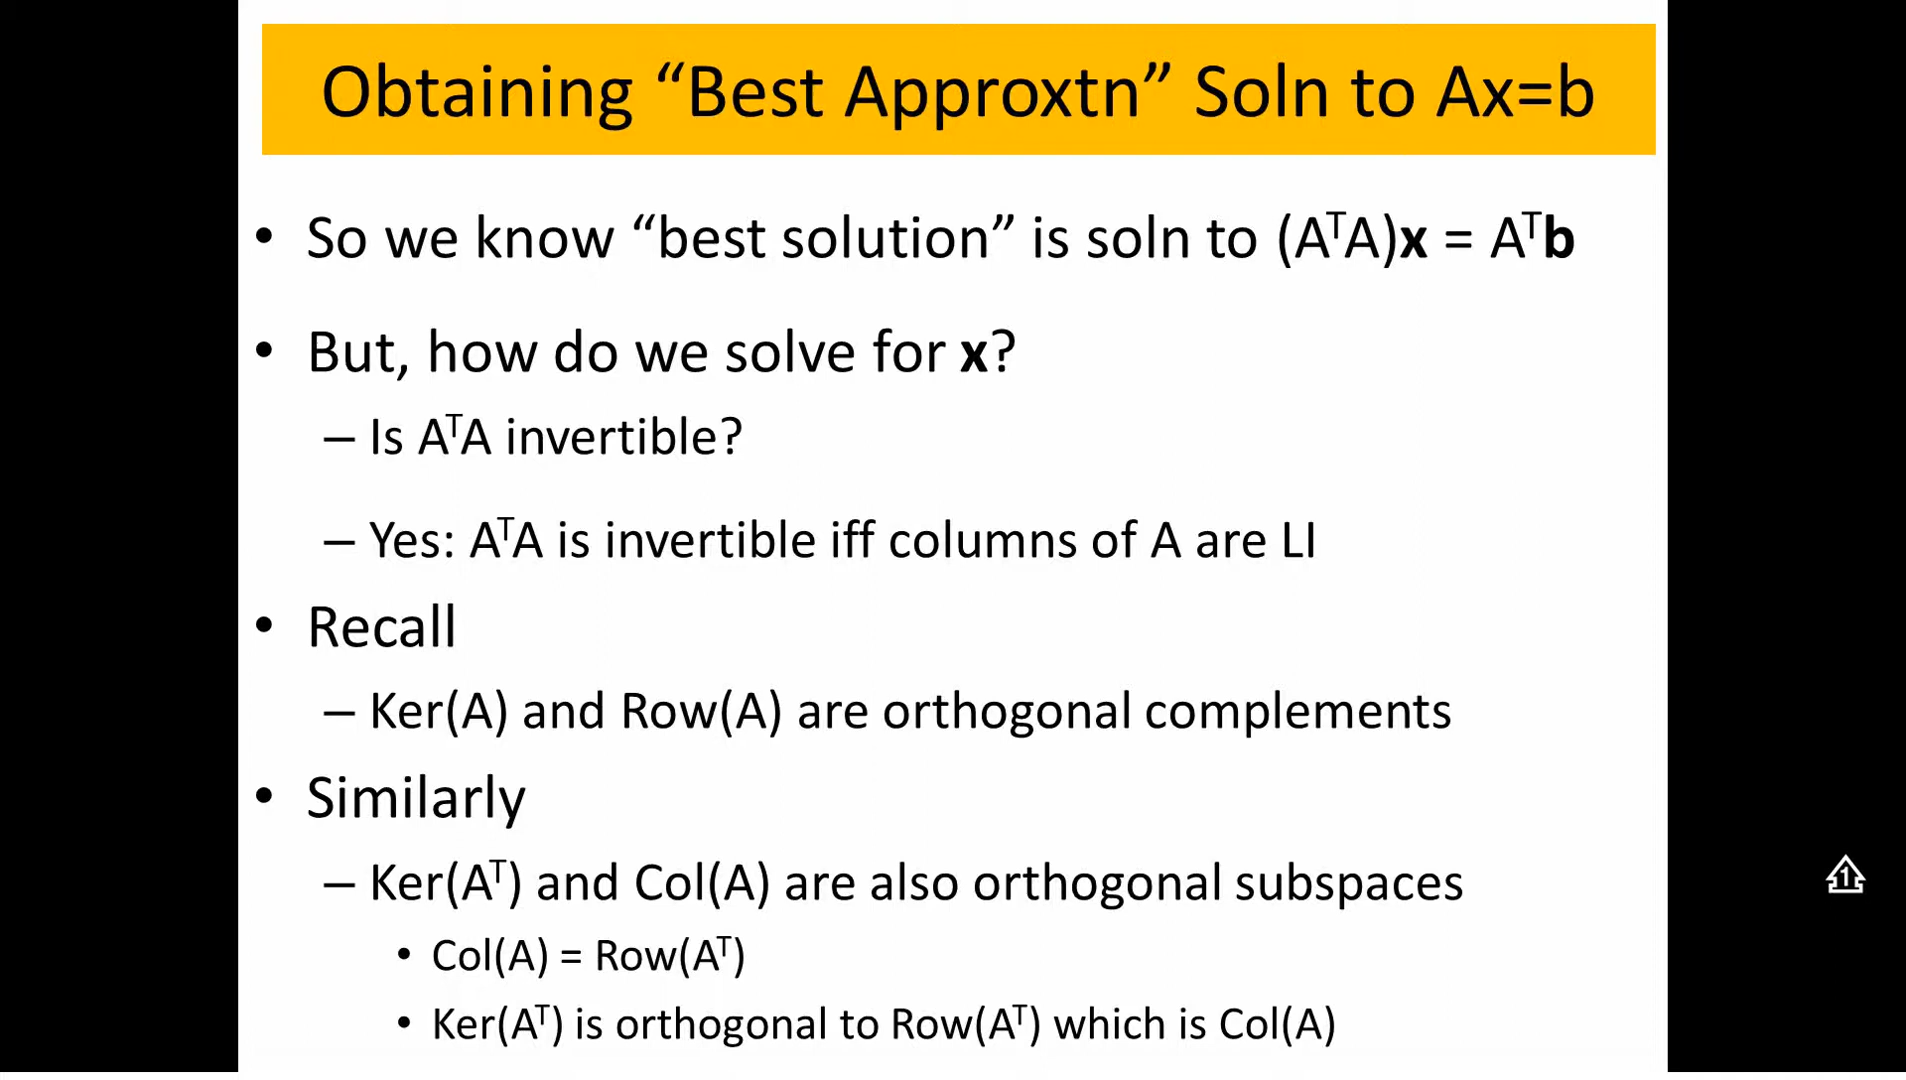 Obtaining “Best Approxtn” Soln to Ax=b
• So we know “best solution” is soln to (AᵀA)x = Aᵀb
• But, how do we solve for x?
– Is AᵀA invertible?
– Yes: AᵀA is invertible iff columns of A are LI
• Recall
– Ker(A) and Row(A) are orthogonal complements
• Similarly
– Ker(Aᵀ) and Col(A) are also orthogonal subspaces
• Col(A) = Row(Aᵀ)
• Ker(Aᵀ) is orthogonal to Row(Aᵀ) which is Col(A)
1